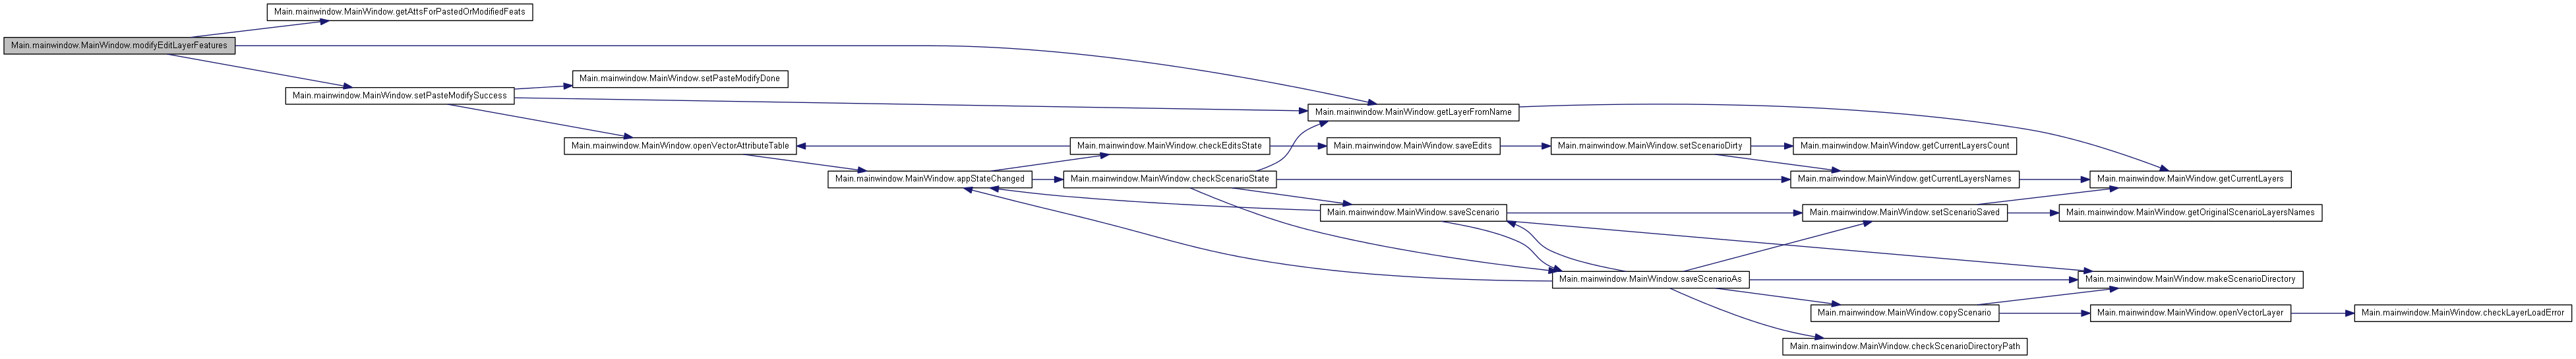 Main.mainwindow.MainWindow.getAttsForPastedOrModifiedFeats
Main.mainwindow.MainWindow.modifyEditLayerFeatures
Main.mainwindow.MainWindow.setPasteModifyDone
Main.mainwindow.MainWindow.setPasteModifySuccess
Main.mainwindow.MainWindow.getLayerFromName
Main.mainwindow.MainWindow.openVectorAttributeTable
Main.mainwindow.MainWindow.checkEditsState
Main.mainwindow.MainWindow.saveEdits
Main.mainwindow.MainWindow.setScenarioDirty
Main.mainwindow.MainWindow.getCurrentLayersCount
Main.mainwindow.MainWindow.appStateChanged
Main.mainwindow.MainWindow.checkScenarioState
Main.mainwindow.MainWindow.getCurrentLayersNames
Main.mainwindow.MainWindow.getCurrentLayers
Main.mainwindow.MainWindow.saveScenario
Main.mainwindow.MainWindow.setScenarioSaved
Main.mainwindow.MainWindow.getOriginalScenarioLayersNames
Main.mainwindow.MainWindow.saveScenarioAs
Main.mainwindow.MainWindow.makeScenarioDirectory
Main.mainwindow.MainWindow.copyScenario
Main.mainwindow.MainWindow.openVectorLayer
Main.mainwindow.MainWindow.checkLayerLoadError
Main.mainwindow.MainWindow.checkScenarioDirectoryPath